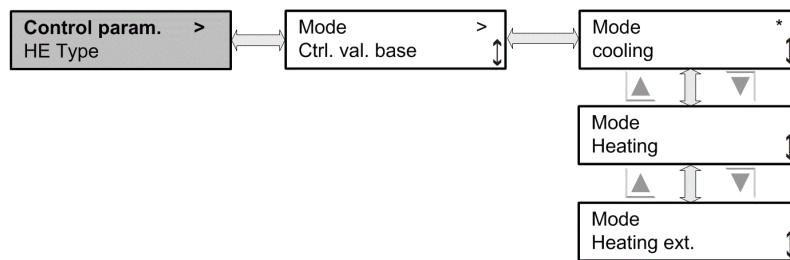 Control param. >
HE Type
Mode >
Ctrl. val. base
Mode *
cooling
Mode
Heating
Mode
Heating ext.